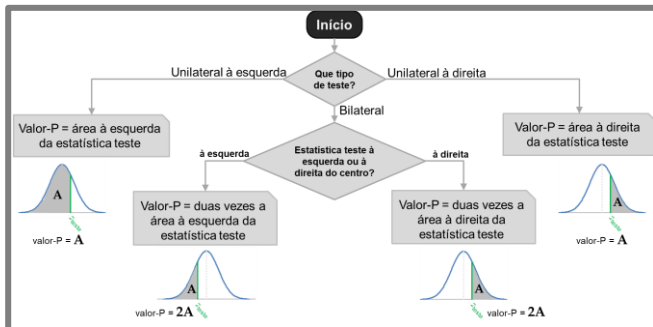 Início
Que tipo
de teste?
Unilateral à esquerda
Unilateral à direita
Bilateral
Valor-P = área à esquerda
da estatística teste
Valor-P = área à direita
da estatística teste
Estatística teste à
esquerda ou à
direita do centro?
à esquerda
à direita
A
valor-P = A
Valor-P = duas vezes a
área à esquerda da
estatística teste
Valor-P = duas vezes a
área à direita da
estatística teste
A
valor-P = A
A
valor-P = 2A
A
valor-P = 2A